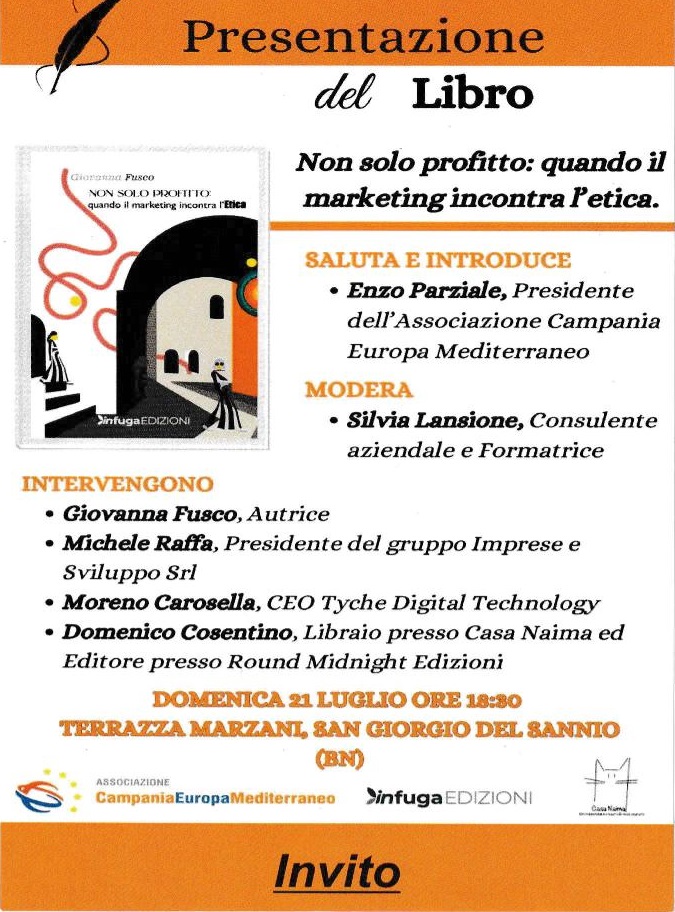 Presentazione
del Libro
Giovanna Fusco
NON SOLO PROFITTO:
quando il marketing incontra l'Etica
infugaEDIZIONI
Non solo profitto: quando il
marketing incontra l'etica.
SALUTA E INTRODUCE
• Enzo Parziale, Presidente
dell'Associazione Campania
Europa Mediterraneo
MODERA
• Silvia Lansione, Consulente
aziendale e Formatrice
INTERVENGONO
• Giovanna Fusco, Autrice
• Michele Raffa, Presidente del gruppo Imprese e
Sviluppo Srl
• Moreno Carosella, CEO Tyche Digital Technology
• Domenico Cosentino, Libraio presso Casa Naima ed
Editore presso Round Midnight Edizioni
DOMENICA 21 LUGLIO ORE 18:30
TERRAZZA MARZANI, SAN GIORGIO DEL SANNIO
(BN)
ASSOCIAZIONE
CampaniaEuropaMediterraneo
infugaEDIZIONI
Casa Naima
Invito